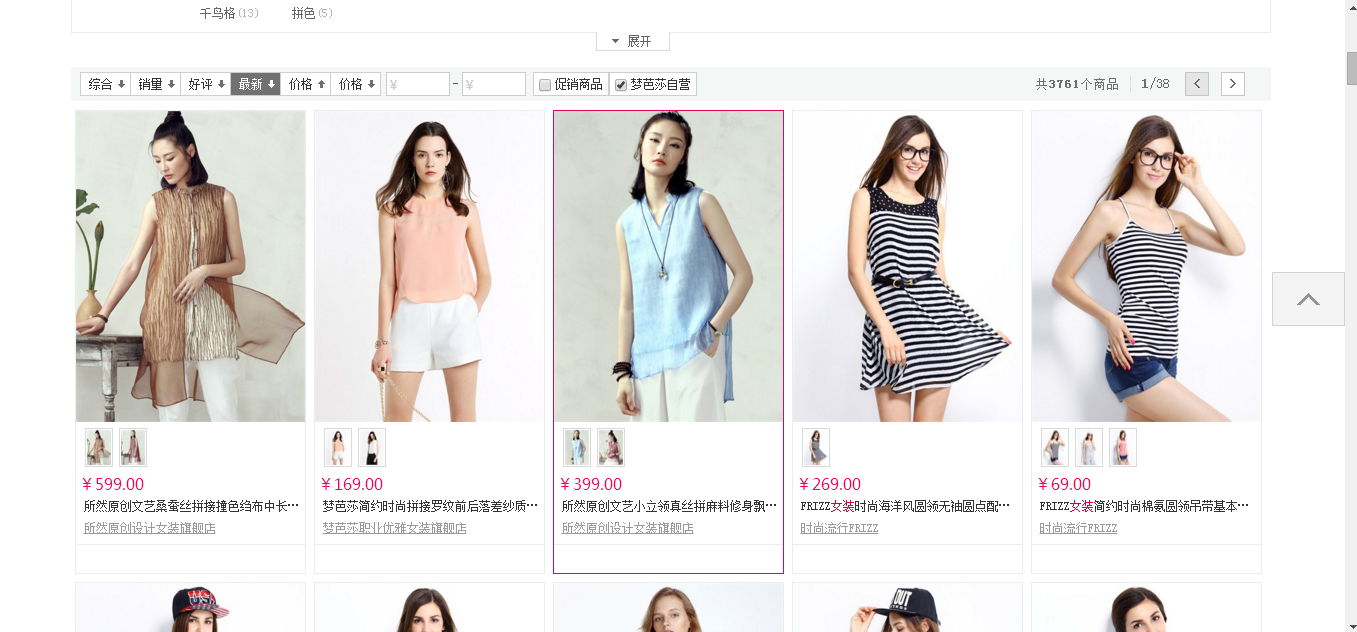 千鸟格(13) 拼色(5)
展开
综合 销量 好评 最新 价格 价格 ¥ - ¥ 促销商品 梦芭莎自营 共3761个商品 1/38
¥ 599.00
所然原创文艺桑蚕丝拼接撞色绉布中长···
所然原创设计女装旗舰店
¥ 169.00
梦芭莎简约时尚拼接罗纹前后落差纱质···
梦芭莎职业优雅女装旗舰店
¥ 399.00
所然原创文艺小立领真丝拼麻料修身飘···
所然原创设计女装旗舰店
¥ 269.00
FRIZZ女装时尚海洋风圆领无袖圆点配···
时尚流行FRIZZ
¥ 69.00
FRIZZ女装简约时尚棉氨圆领吊带基本···
时尚流行FRIZZ
OUT